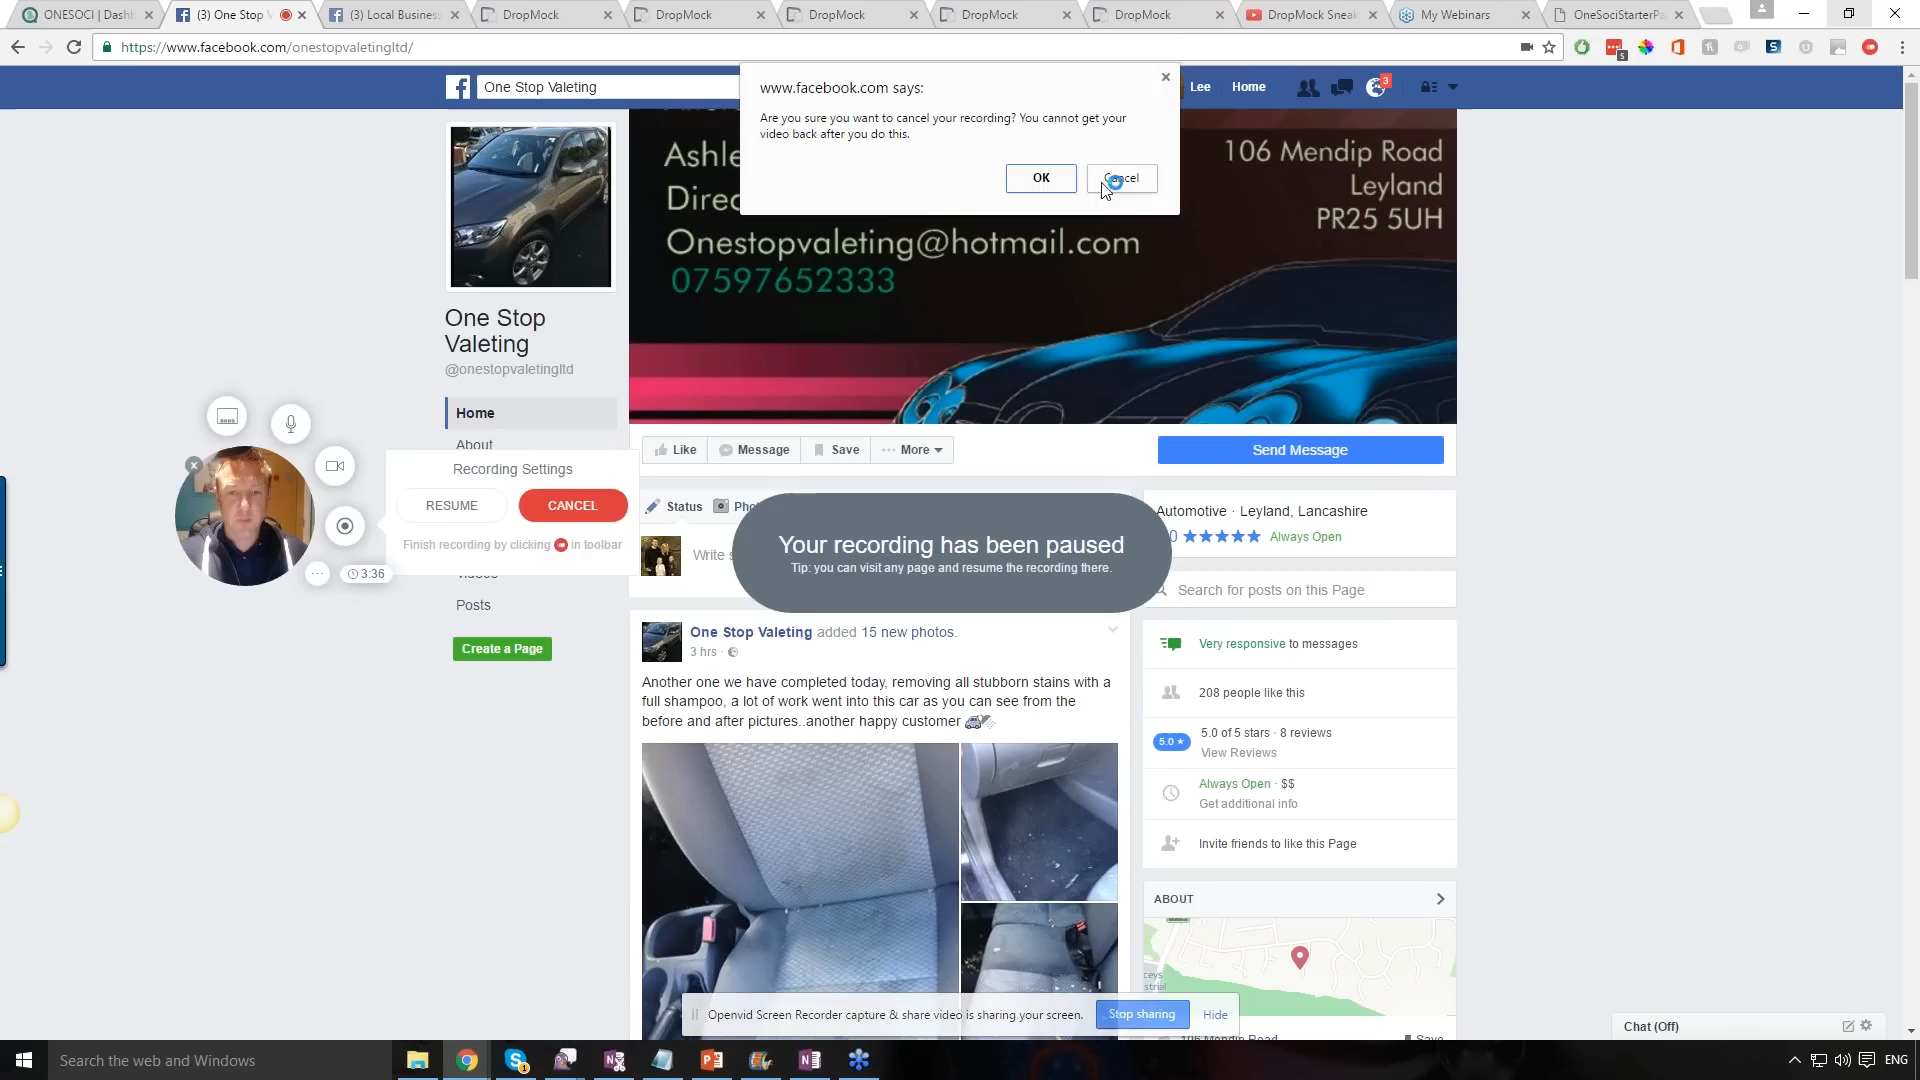 ONESOCI | Dash
(3) One Stop V
(3) Local Business
DropMock
DropMock
DropMock
DropMock
DropMock
DropMock Sneak
My Webinars
OneSociStarterPa
https://www.facebook.com/onestopvaletingltd/
One Stop Valeting
Lee
Home
3
www.facebook.com says:
Are you sure you want to cancel your recording? You cannot get your
video back after you do this.
OK
Cancel
Ashle
Direc
Onestopvaleting@hotmail.com
07597652333
106 Mendip Road
Leyland
PR25 5UH
One Stop
Valeting
@onestopvaletingltd
Home
About
Posts
Create a Page
Recording Settings
RESUME
CANCEL
Finish recording by clicking in toolbar
3:36
Like
Message
Save
More
Send Message
Status
Write
Your recording has been paused
Tip: you can visit any page and resume the recording there.
Automotive · Leyland, Lancashire
Always Open
Search for posts on this Page
One Stop Valeting added 15 new photos.
3 hrs ·
Another one we have completed today, removing all stubborn stains with a
full shampoo, a lot of work went into this car as you can see from the
before and after pictures..another happy customer
Very responsive to messages
208 people like this
5.0
5.0 of 5 stars · 8 reviews
View Reviews
Always Open · $$
Get additional info
Invite friends to like this Page
ABOUT
Openvid Screen Recorder capture & share video is sharing your screen.
Stop sharing
Hide
Chat (Off)
Search the web and Windows
ENG